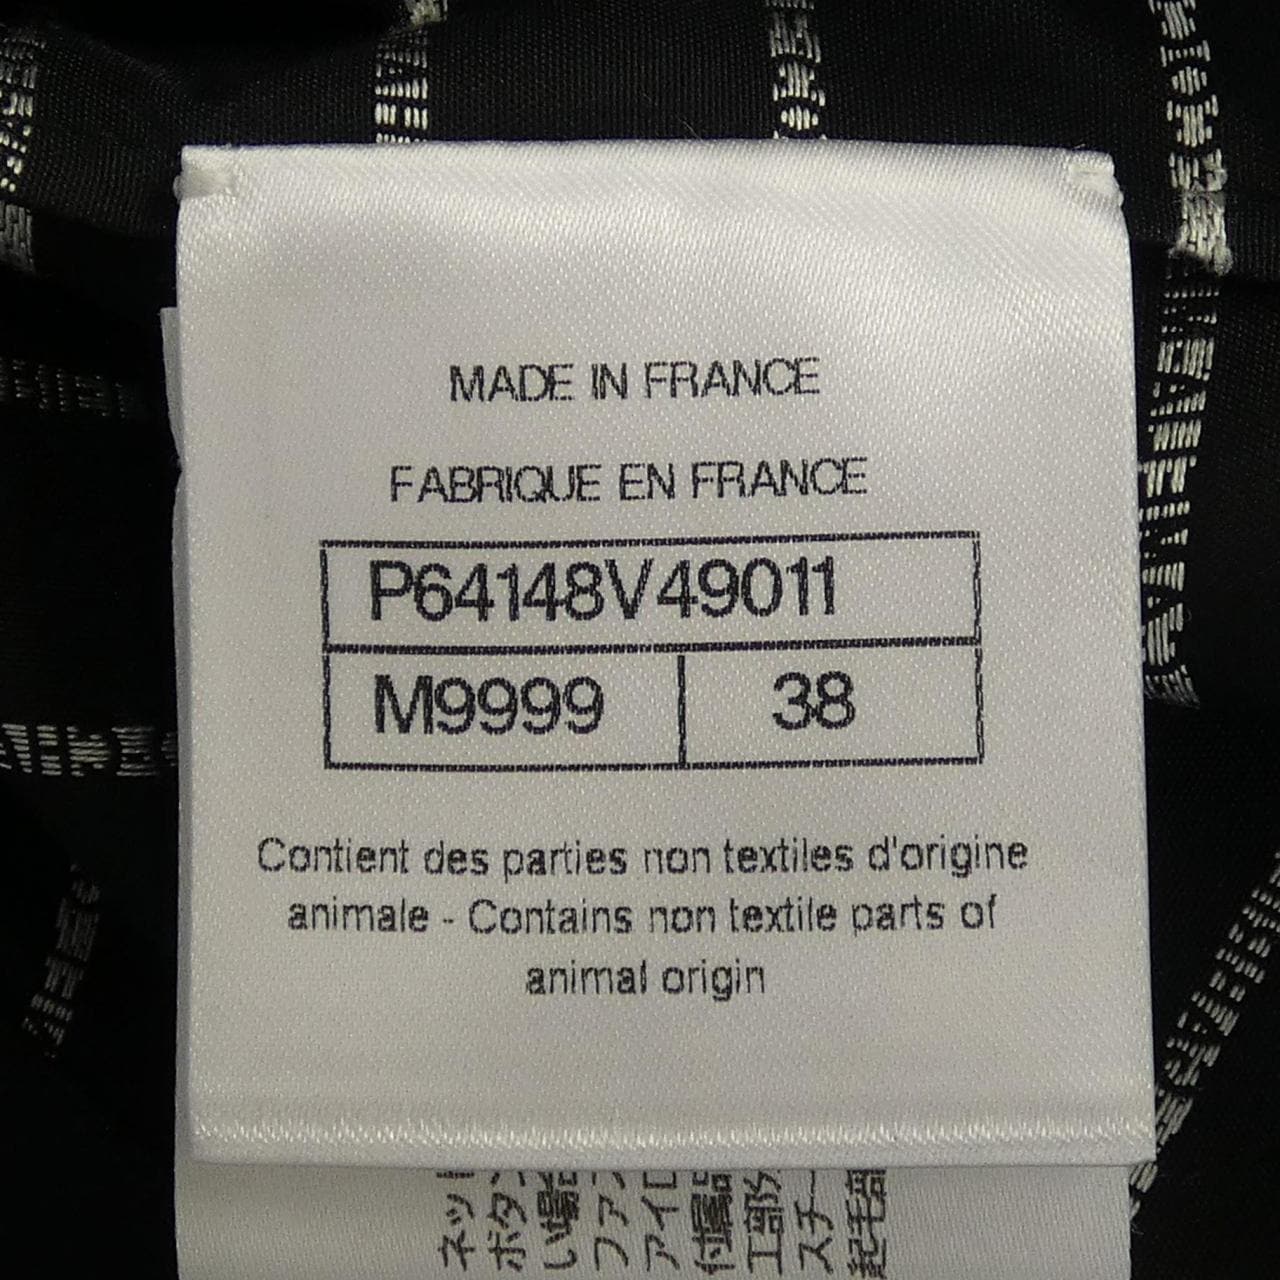 MADE IN FRANCE
FABRIQUE EN FRANCE
P64148V49011
M9999 38
Contient des parties non textiles d'origine
animale - Contains non textile parts of
animal origin